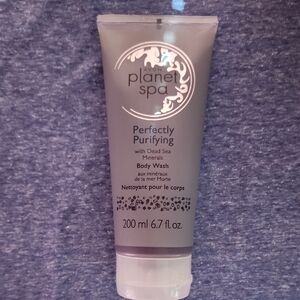 AVON
planet
spa
Perfectly
Purifying
with Dead Sea
Minerals
Body Wash
aux minéraux
de la mer Morte
Nettoyant pour le corps
200 ml 6.7 fl. oz.